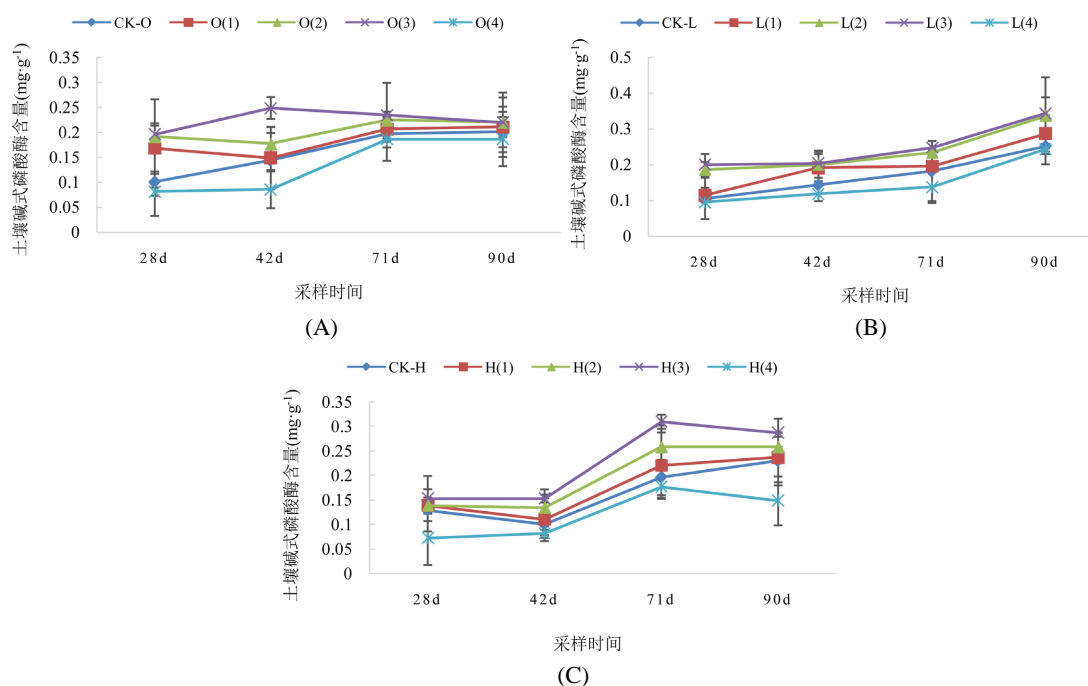 CK-O O(1) O(2) O(3) O(4)
土壤碱式磷酸酶含量(mg·g⁻¹)
0.35
0.3
0.25
0.2
0.15
0.1
0.05
0
28d 42d 71d 90d
采样时间
(A)
CK-L L(1) L(2) L(3) L(4)
土壤碱式磷酸酶含量(mg·g⁻¹)
0.5
0.4
0.3
0.2
0.1
0
28d 42d 71d 90d
采样时间
(B)
CK-H H(1) H(2) H(3) H(4)
土壤碱式磷酸酶含量(mg·g⁻¹)
0.35
0.3
0.25
0.2
0.15
0.1
0.05
0
28d 42d 71d 90d
采样时间
(C)